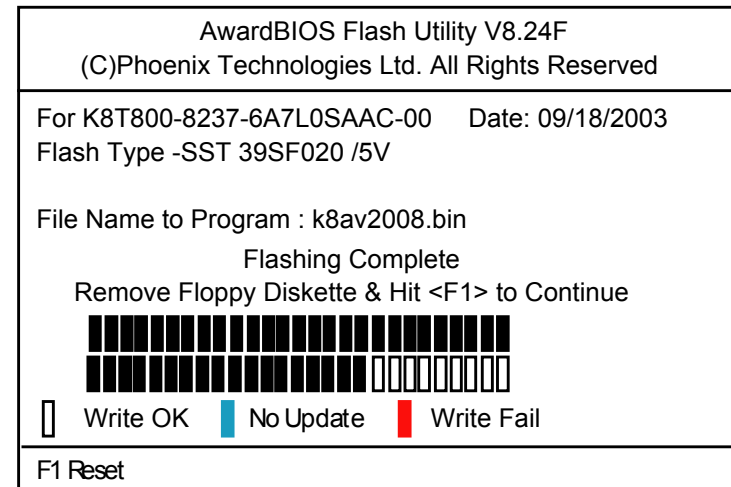 AwardBIOS Flash Utility V8.24F
(C)Phoenix Technologies Ltd. All Rights Reserved
For K8T800-8237-6A7L0SAAC-00 Date: 09/18/2003
Flash Type -SST 39SF020 /5V
File Name to Program : k8av2008.bin
Flashing Complete
Remove Floppy Diskette & Hit <F1> to Continue
Write OK No Update Write Fail
F1 Reset